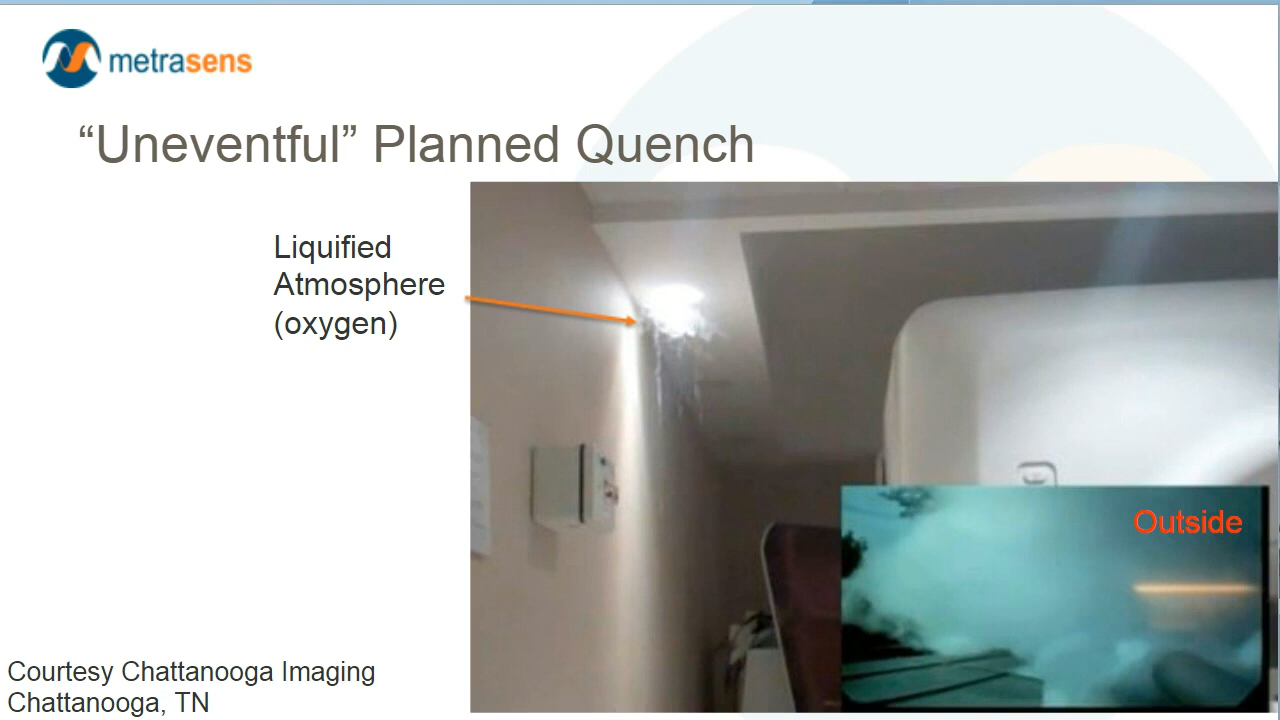 metrasens
“Uneventful” Planned Quench
Liquified
Atmosphere
(oxygen)
Outside
Courtesy Chattanooga Imaging
Chattanooga, TN